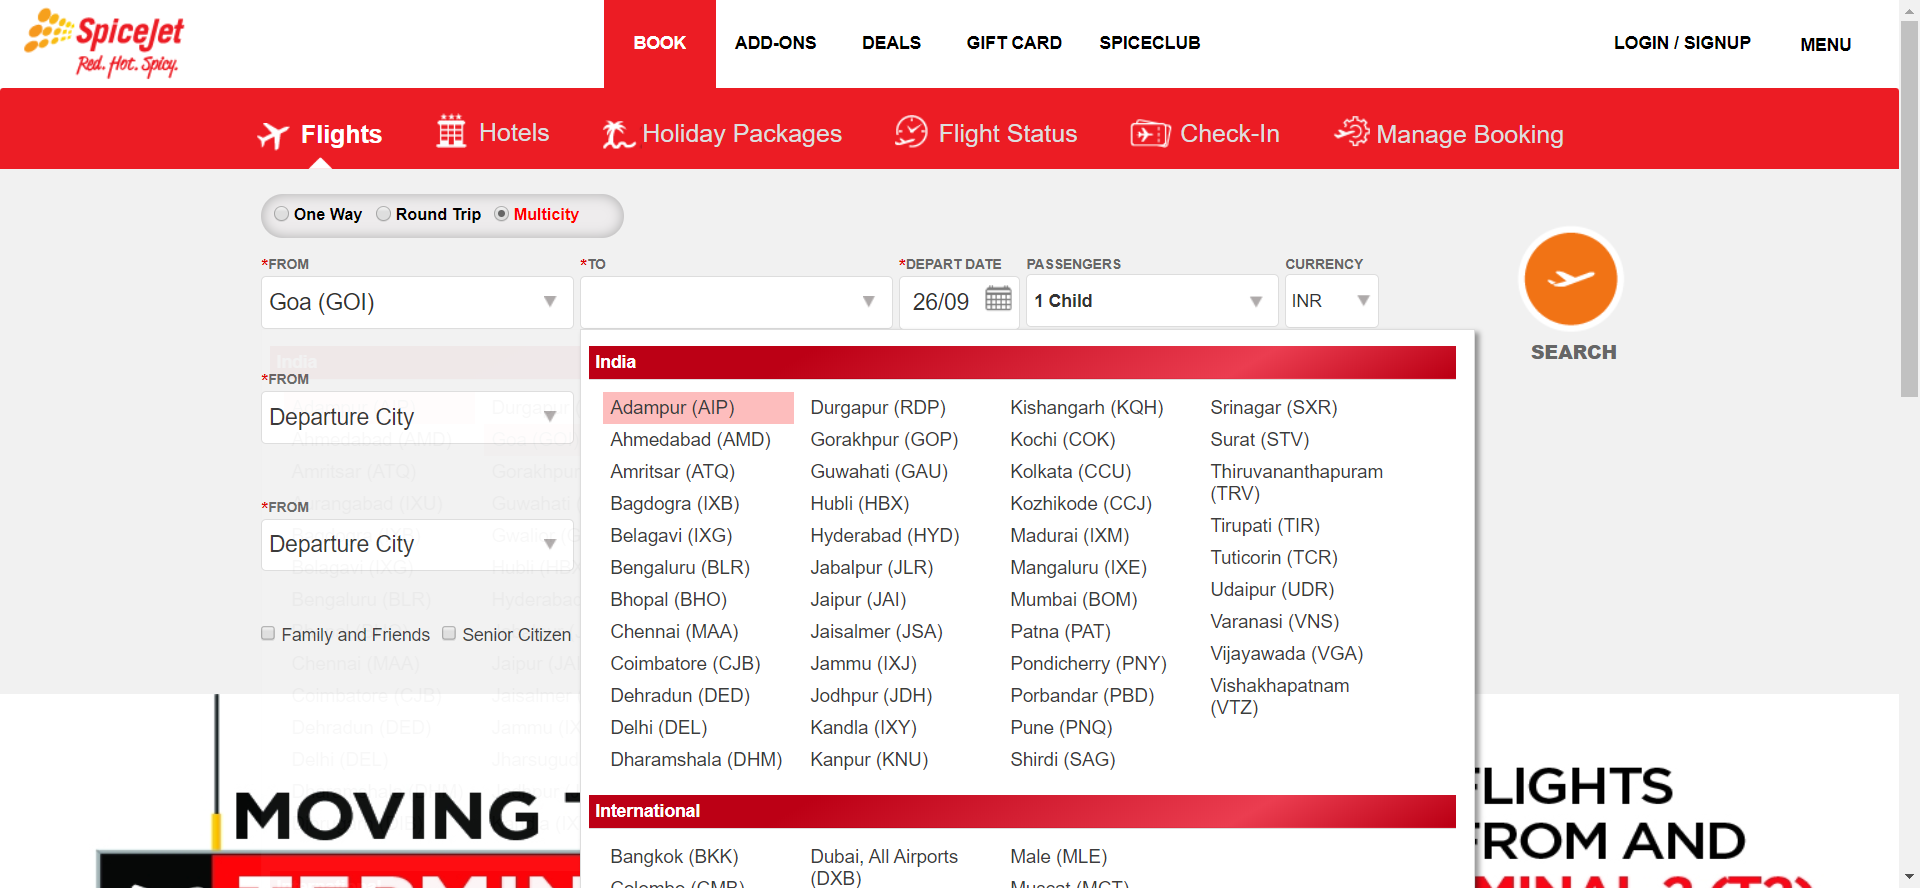 SpiceJet
Red. Hot. Spicy.
BOOK
ADD-ONS
DEALS
GIFT CARD
SPICECLUB
LOGIN / SIGNUP
MENU
Flights
Hotels
Holiday Packages
Flight Status
Check-In
Manage Booking
One Way
Round Trip
Multicity
*FROM
*TO
*DEPART DATE
PASSENGERS
CURRENCY
Goa (GOI)
26/09
1 Child
INR
SEARCH
*FROM
Departure City
*FROM
Departure City
Family and Friends
Senior Citizen
India
Adampur (AIP)
Ahmedabad (AMD)
Amritsar (ATQ)
Bagdogra (IXB)
Belagavi (IXG)
Bengaluru (BLR)
Bhopal (BHO)
Chennai (MAA)
Coimbatore (CJB)
Dehradun (DED)
Delhi (DEL)
Dharamshala (DHM)
Durgapur (RDP)
Gorakhpur (GOP)
Guwahati (GAU)
Hubli (HBX)
Hyderabad (HYD)
Jabalpur (JLR)
Jaipur (JAI)
Jaisalmer (JSA)
Jammu (IXJ)
Jodhpur (JDH)
Kandla (IXY)
Kanpur (KNU)
Kishangarh (KQH)
Kochi (COK)
Kolkata (CCU)
Kozhikode (CCJ)
Madurai (IXM)
Mangaluru (IXE)
Mumbai (BOM)
Patna (PAT)
Pondicherry (PNY)
Porbandar (PBD)
Pune (PNQ)
Shirdi (SAG)
Srinagar (SXR)
Surat (STV)
Thiruvananthapuram
(TRV)
Tirupati (TIR)
Tuticorin (TCR)
Udaipur (UDR)
Varanasi (VNS)
Vijayawada (VGA)
Vishakhapatnam
(VTZ)
International
Bangkok (BKK)
Colombo (CMB)
Dubai, All Airports
(DXB)
Male (MLE)
Muscat (MCT)
MOVING
FLIGHTS
FROM AND